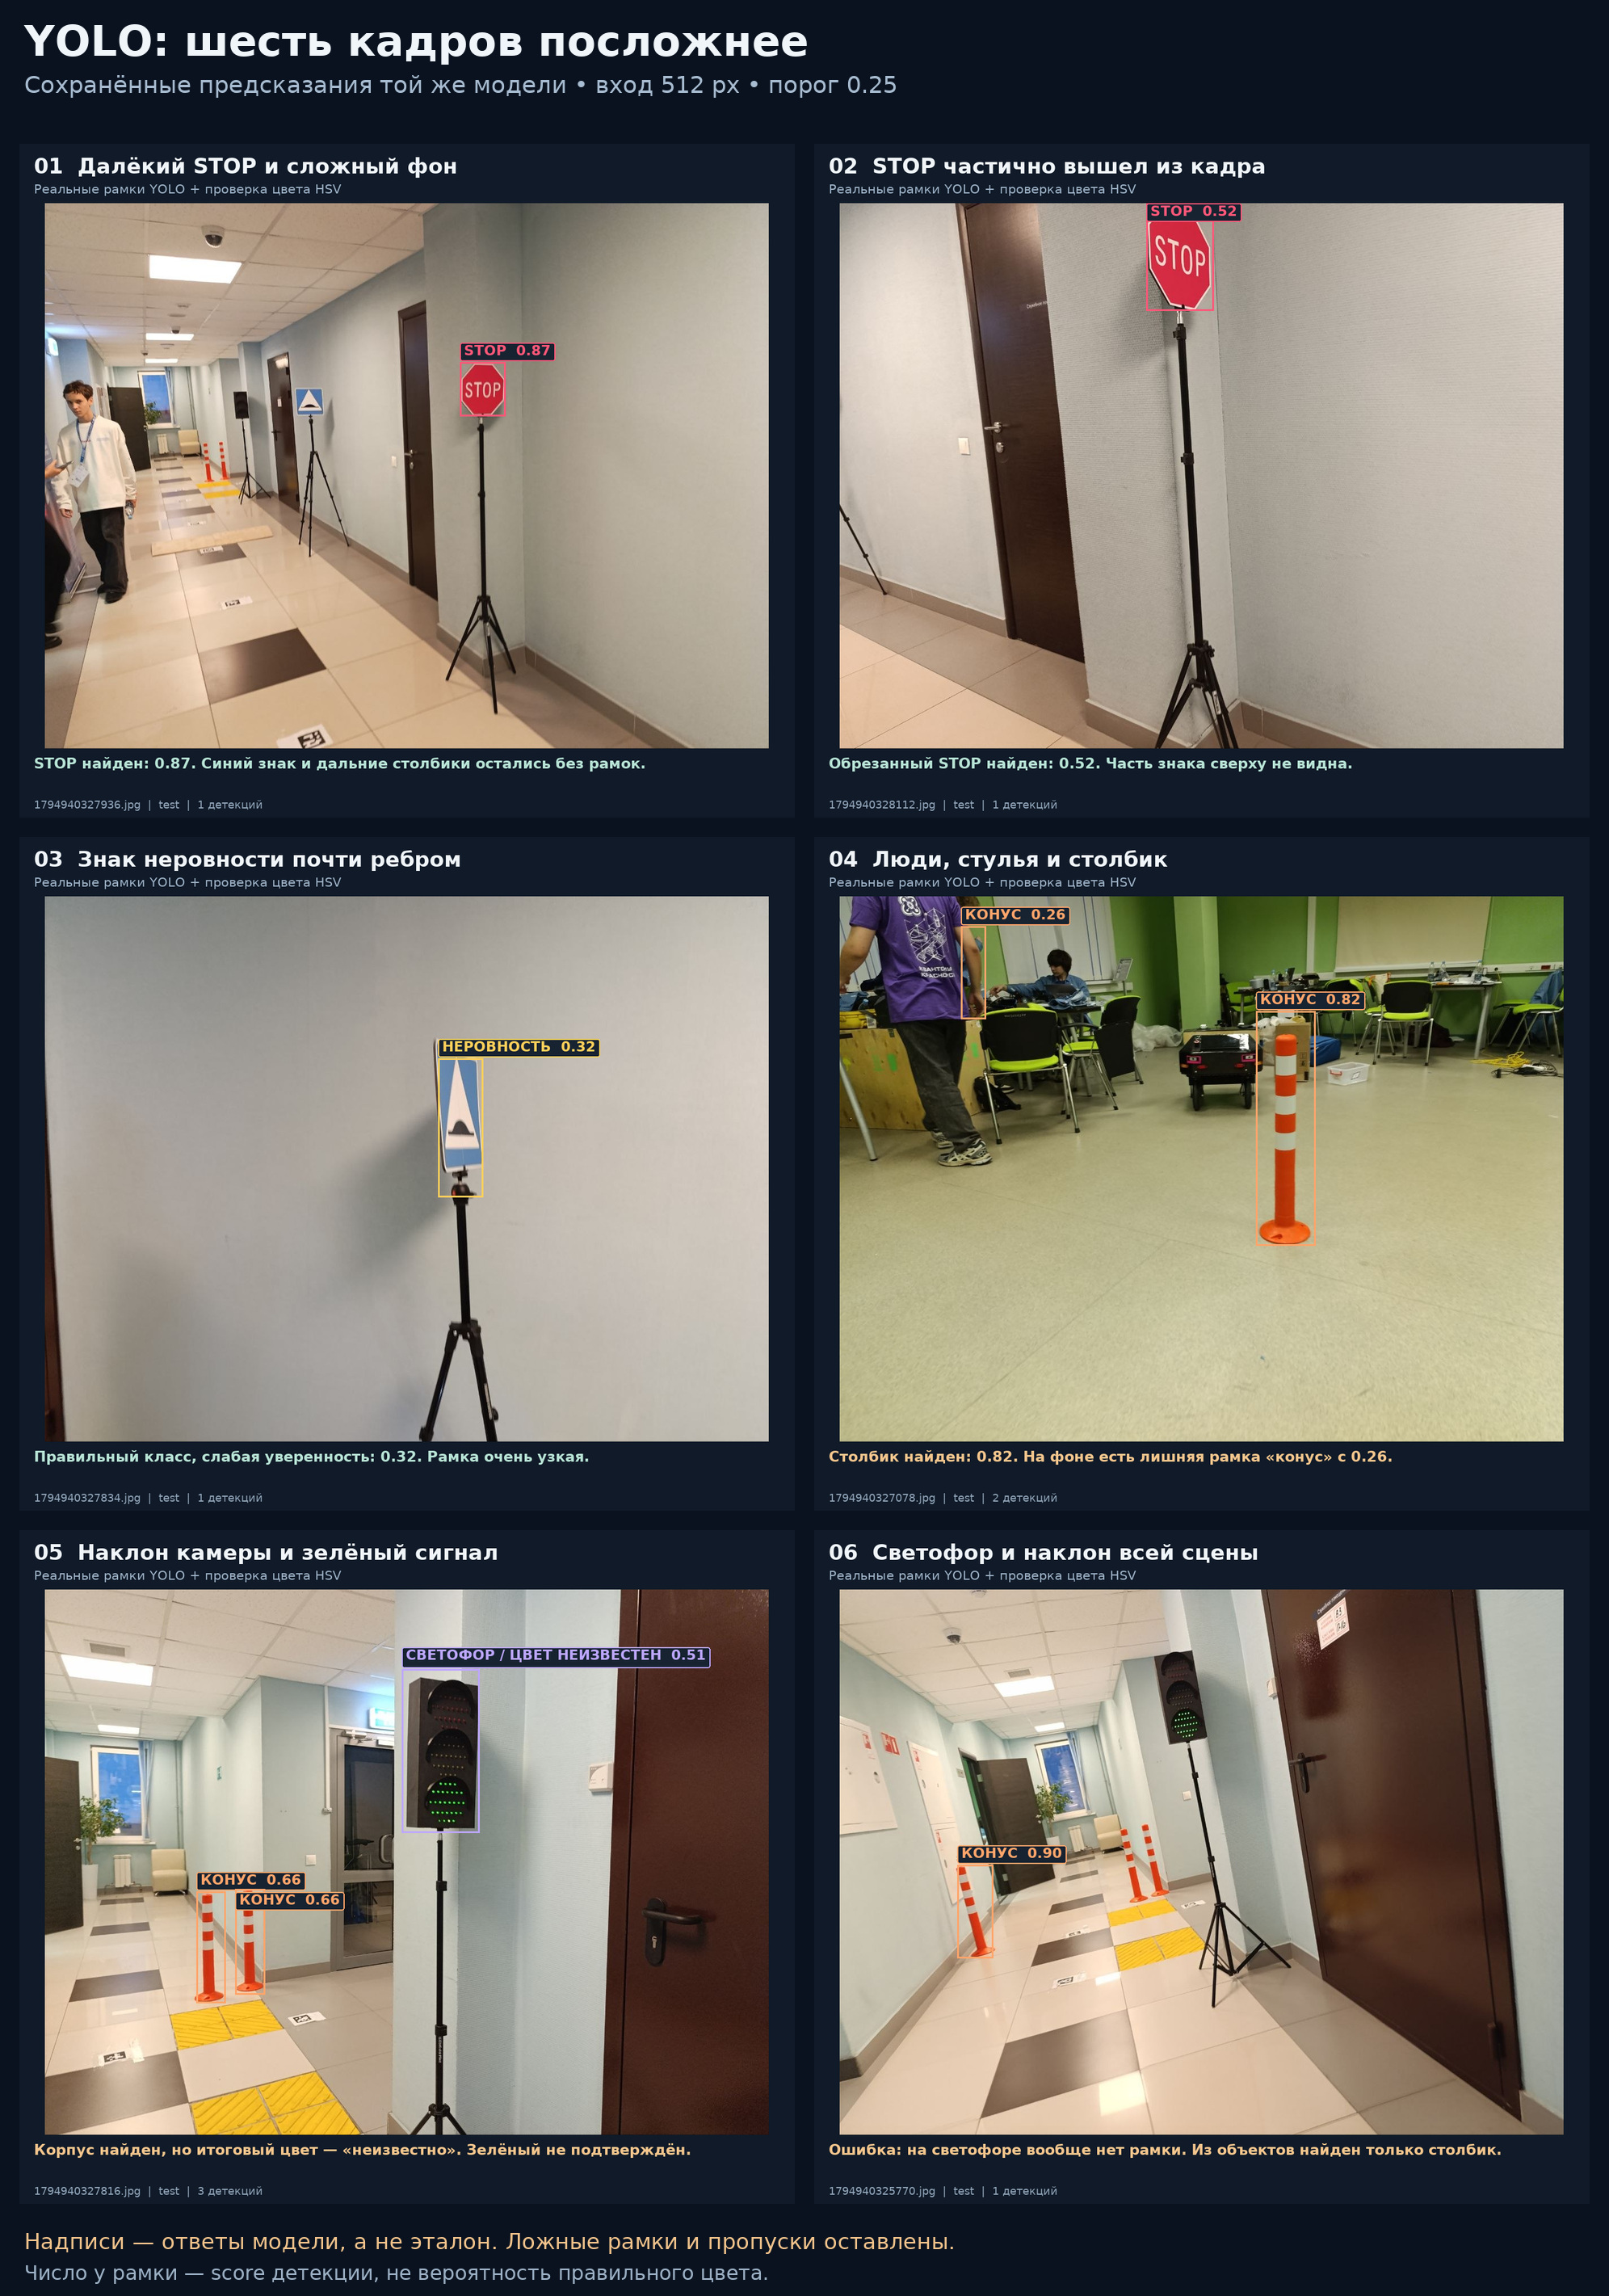 YOLO: шесть кадров посложнее
Сохранённые предсказания той же модели • вход 512 px • порог 0.25
01 Далёкий STOP и сложный фон
Реальные рамки YOLO + проверка цвета HSV
STOP 0.87
STOP
STOP найден: 0.87. Синий знак и дальние столбики остались без рамок.
1794940327936.jpg | test | 1 детекций
02 STOP частично вышел из кадра
Реальные рамки YOLO + проверка цвета HSV
STOP 0.52
STOP
Обрезанный STOP найден: 0.52. Часть знака сверху не видна.
1794940328112.jpg | test | 1 детекций
03 Знак неровности почти ребром
Реальные рамки YOLO + проверка цвета HSV
НЕРОВНОСТЬ 0.32
Правильный класс, слабая уверенность: 0.32. Рамка очень узкая.
1794940327834.jpg | test | 1 детекций
04 Люди, стулья и столбик
Реальные рамки YOLO + проверка цвета HSV
КОНУС 0.26
КОНУС 0.82
Столбик найден: 0.82. На фоне есть лишняя рамка «конус» с 0.26.
1794940327078.jpg | test | 2 детекций
05 Наклон камеры и зелёный сигнал
Реальные рамки YOLO + проверка цвета HSV
СВЕТОФОР / ЦВЕТ НЕИЗВЕСТЕН 0.51
КОНУС 0.66
КОНУС 0.66
Корпус найден, но итоговый цвет — «неизвестно». Зелёный не подтверждён.
1794940327816.jpg | test | 3 детекций
06 Светофор и наклон всей сцены
Реальные рамки YOLO + проверка цвета HSV
КОНУС 0.90
Ошибка: на светофоре вообще нет рамки. Из объектов найден только столбик.
1794940325770.jpg | test | 1 детекций
Надписи — ответы модели, а не эталон. Ложные рамки и пропуски оставлены.
Число у рамки — score детекции, не вероятность правильного цвета.